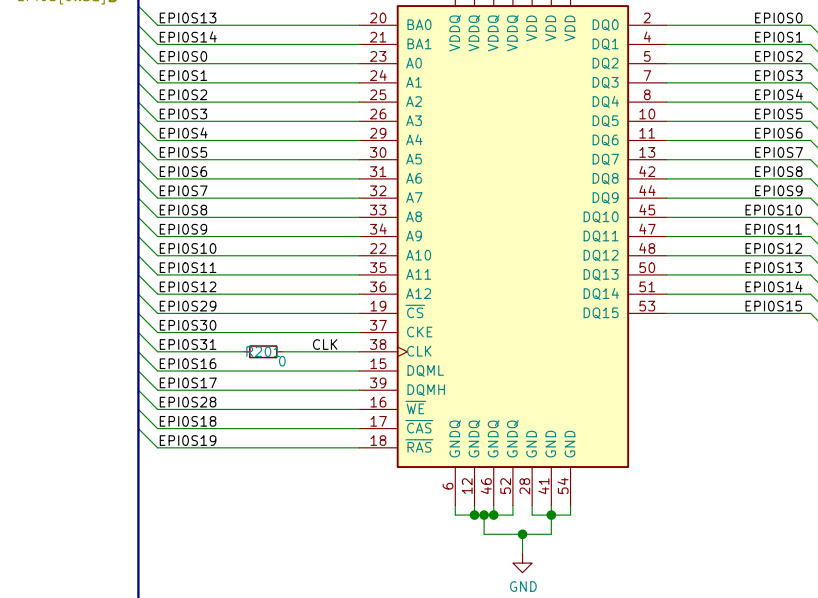 EPI0S13 20 BA0 VDDQ VDDQ VDDQ VDDQ VDD VDD VDD DQ0 2 EPI0S0
EPI0S14 21 BA1 DQ1 4 EPI0S1
EPI0S0 23 A0 DQ2 5 EPI0S2
EPI0S1 24 A1 DQ3 7 EPI0S3
EPI0S2 25 A2 DQ4 8 EPI0S4
EPI0S3 26 A3 DQ5 10 EPI0S5
EPI0S4 29 A4 DQ6 11 EPI0S6
EPI0S5 30 A5 DQ7 13 EPI0S7
EPI0S6 31 A6 DQ8 42 EPI0S8
EPI0S7 32 A7 DQ9 44 EPI0S9
EPI0S8 33 A8 DQ10 45 EPI0S10
EPI0S9 34 A9 DQ11 47 EPI0S11
EPI0S10 22 A10 DQ12 48 EPI0S12
EPI0S11 35 A11 DQ13 50 EPI0S13
EPI0S12 36 A12 DQ14 51 EPI0S14
EPI0S29 19 CS DQ15 53 EPI0S15
EPI0S30 37 CKE
EPI0S31 R201 0 CLK 38 CLK
EPI0S16 15 DQML
EPI0S17 39 DQMH
EPI0S28 16 WE
EPI0S18 17 CAS
EPI0S19 18 RAS
GNDQ GNDQ GNDQ GNDQ GND GND GND
6 12 46 52 28 41 54
GND